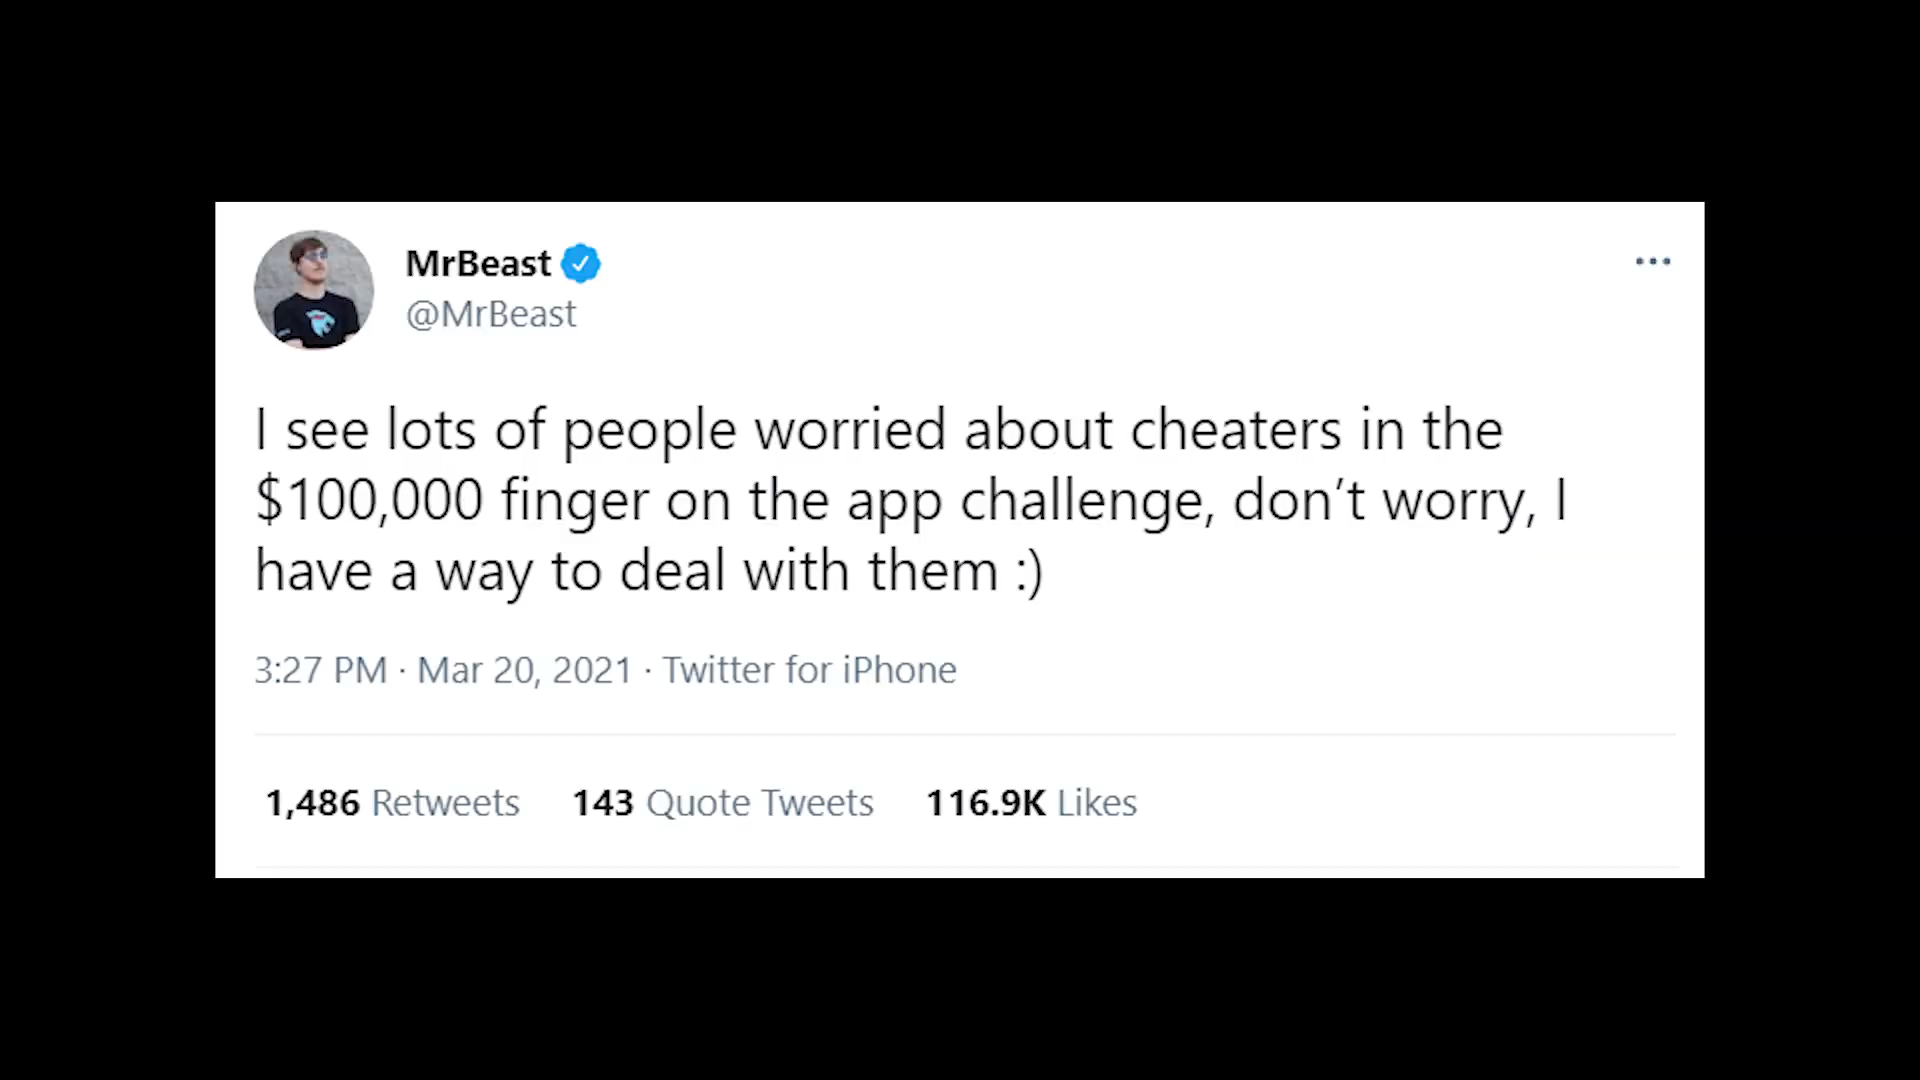 MrBeast
@MrBeast
I see lots of people worried about cheaters in the
$100,000 finger on the app challenge, don’t worry, I
have a way to deal with them :)
3:27 PM · Mar 20, 2021 · Twitter for iPhone
1,486 Retweets 143 Quote Tweets 116.9K Likes